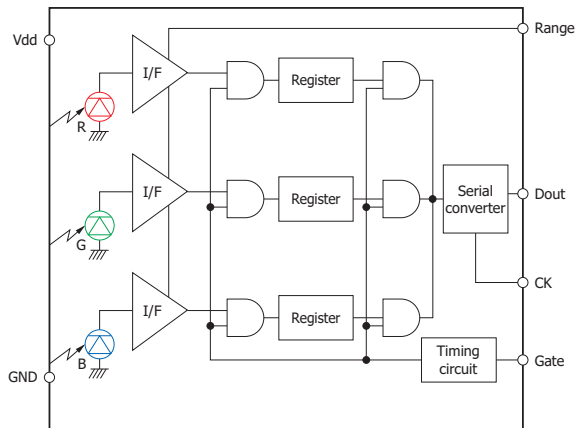 Vdd
Range
I/F
Register
R
I/F
Register
Serial
converter
Dout
G
CK
I/F
Register
B
Timing
circuit
Gate
GND